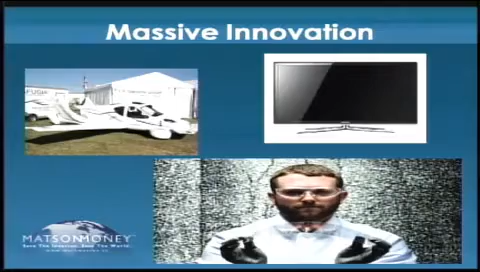 Massive Innovation
MATSONMONEY
Save The Investor. Save The World.